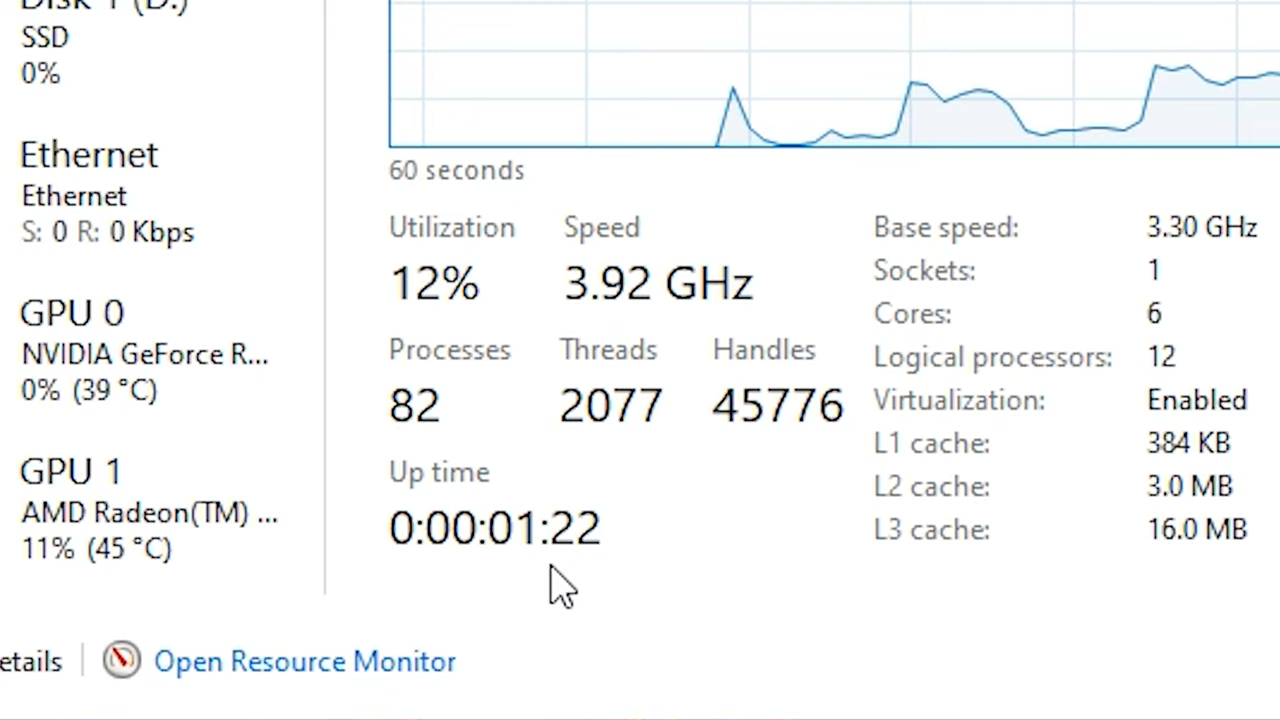 Disk 1 (D:)
SSD
0%
Ethernet
Ethernet
S: 0 R: 0 Kbps
GPU 0
NVIDIA GeForce R...
0% (39 °C)
GPU 1
AMD Radeon(TM) ...
11% (45 °C)
60 seconds
Utilization Speed
12% 3.92 GHz
Processes Threads Handles
82 2077 45776
Up time
0:00:01:22
Base speed: 3.30 GHz
Sockets: 1
Cores: 6
Logical processors: 12
Virtualization: Enabled
L1 cache: 384 KB
L2 cache: 3.0 MB
L3 cache: 16.0 MB
etails
Open Resource Monitor